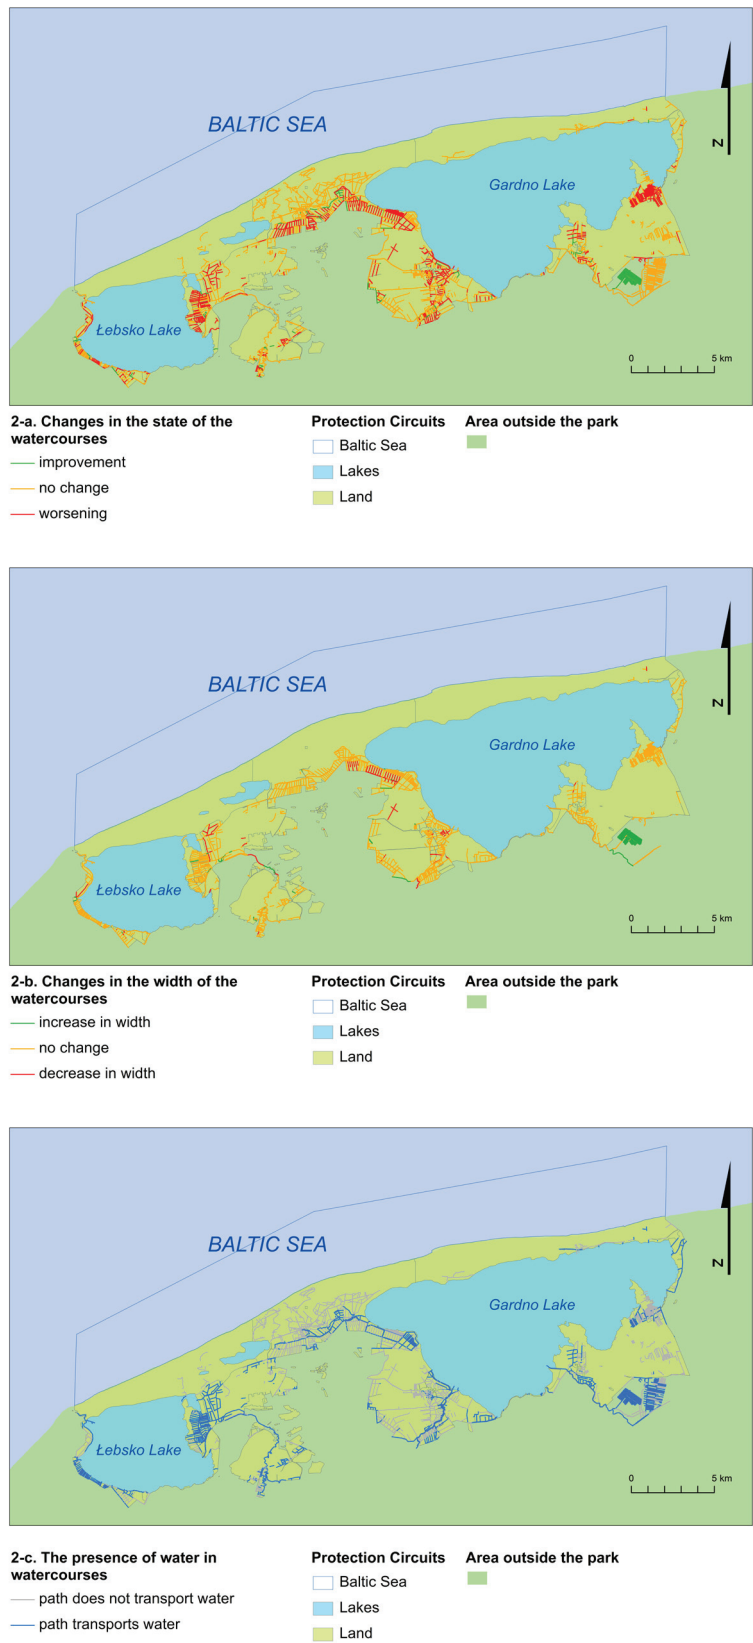 BALTIC SEA
Gardno Lake
Łebsko Lake
N
0 5 km
2-a. Changes in the state of the
watercourses
improvement
no change
worsening
Protection Circuits
Baltic Sea
Lakes
Land
Area outside the park
BALTIC SEA
Gardno Lake
Łebsko Lake
N
0 5 km
2-b. Changes in the width of the
watercourses
increase in width
no change
decrease in width
Protection Circuits
Baltic Sea
Lakes
Land
Area outside the park
BALTIC SEA
Gardno Lake
Łebsko Lake
N
0 5 km
2-c. The presence of water in
watercourses
path does not transport water
path transports water
Protection Circuits
Baltic Sea
Lakes
Land
Area outside the park